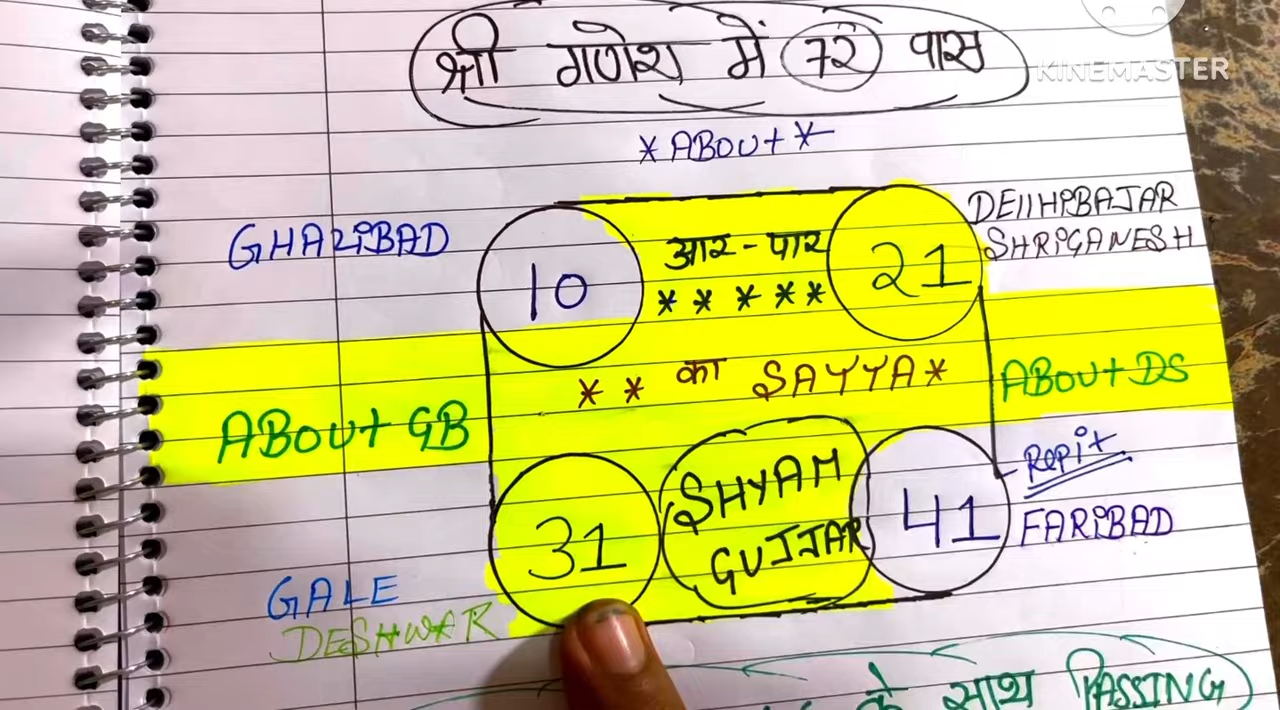 श्री गणेश में 72 पास
KINEMASTER
*ABOUt*
GHAZIBAD
10
आर-पार
*****
21
DEllHPBAJAR
SHRIGANESH
** का SAYYA*
ABOUt GB
ABOUt DS
31
SHYAM
GUJJAR
41
Repit
FARIBAD
GALE
DESHWAR
के साथ PASSING